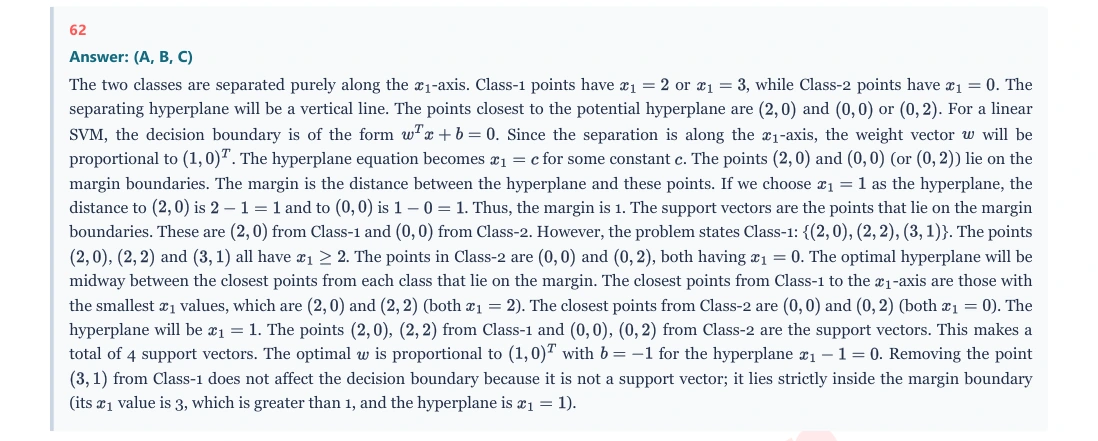 62
Answer: (A, B, C)
The two classes are separated purely along the x₁-axis. Class-1 points have x₁ = 2 or x₁ = 3, while Class-2 points have x₁ = 0. The
separating hyperplane will be a vertical line. The points closest to the potential hyperplane are (2, 0) and (0, 0) or (0, 2). For a linear
SVM, the decision boundary is of the form wᵀx + b = 0. Since the separation is along the x₁-axis, the weight vector w will be
proportional to (1, 0)ᵀ. The hyperplane equation becomes x₁ = c for some constant c. The points (2, 0) and (0, 0) (or (0, 2)) lie on the
margin boundaries. The margin is the distance between the hyperplane and these points. If we choose x₁ = 1 as the hyperplane, the
distance to (2, 0) is 2 − 1 = 1 and to (0, 0) is 1 − 0 = 1. Thus, the margin is 1. The support vectors are the points that lie on the margin
boundaries. These are (2, 0) from Class-1 and (0, 0) from Class-2. However, the problem states Class-1: {(2, 0), (2, 2), (3, 1)}. The points
(2, 0), (2, 2) and (3, 1) all have x₁ ≥ 2. The points in Class-2 are (0, 0) and (0, 2), both having x₁ = 0. The optimal hyperplane will be
midway between the closest points from each class that lie on the margin. The closest points from Class-1 to the x₁-axis are those with
the smallest x₁ values, which are (2, 0) and (2, 2) (both x₁ = 2). The closest points from Class-2 are (0, 0) and (0, 2) (both x₁ = 0). The
hyperplane will be x₁ = 1. The points (2, 0), (2, 2) from Class-1 and (0, 0), (0, 2) from Class-2 are the support vectors. This makes a
total of 4 support vectors. The optimal w is proportional to (1, 0)ᵀ with b = −1 for the hyperplane x₁ − 1 = 0. Removing the point
(3, 1) from Class-1 does not affect the decision boundary because it is not a support vector; it lies strictly inside the margin boundary
(its x₁ value is 3, which is greater than 1, and the hyperplane is x₁ = 1).